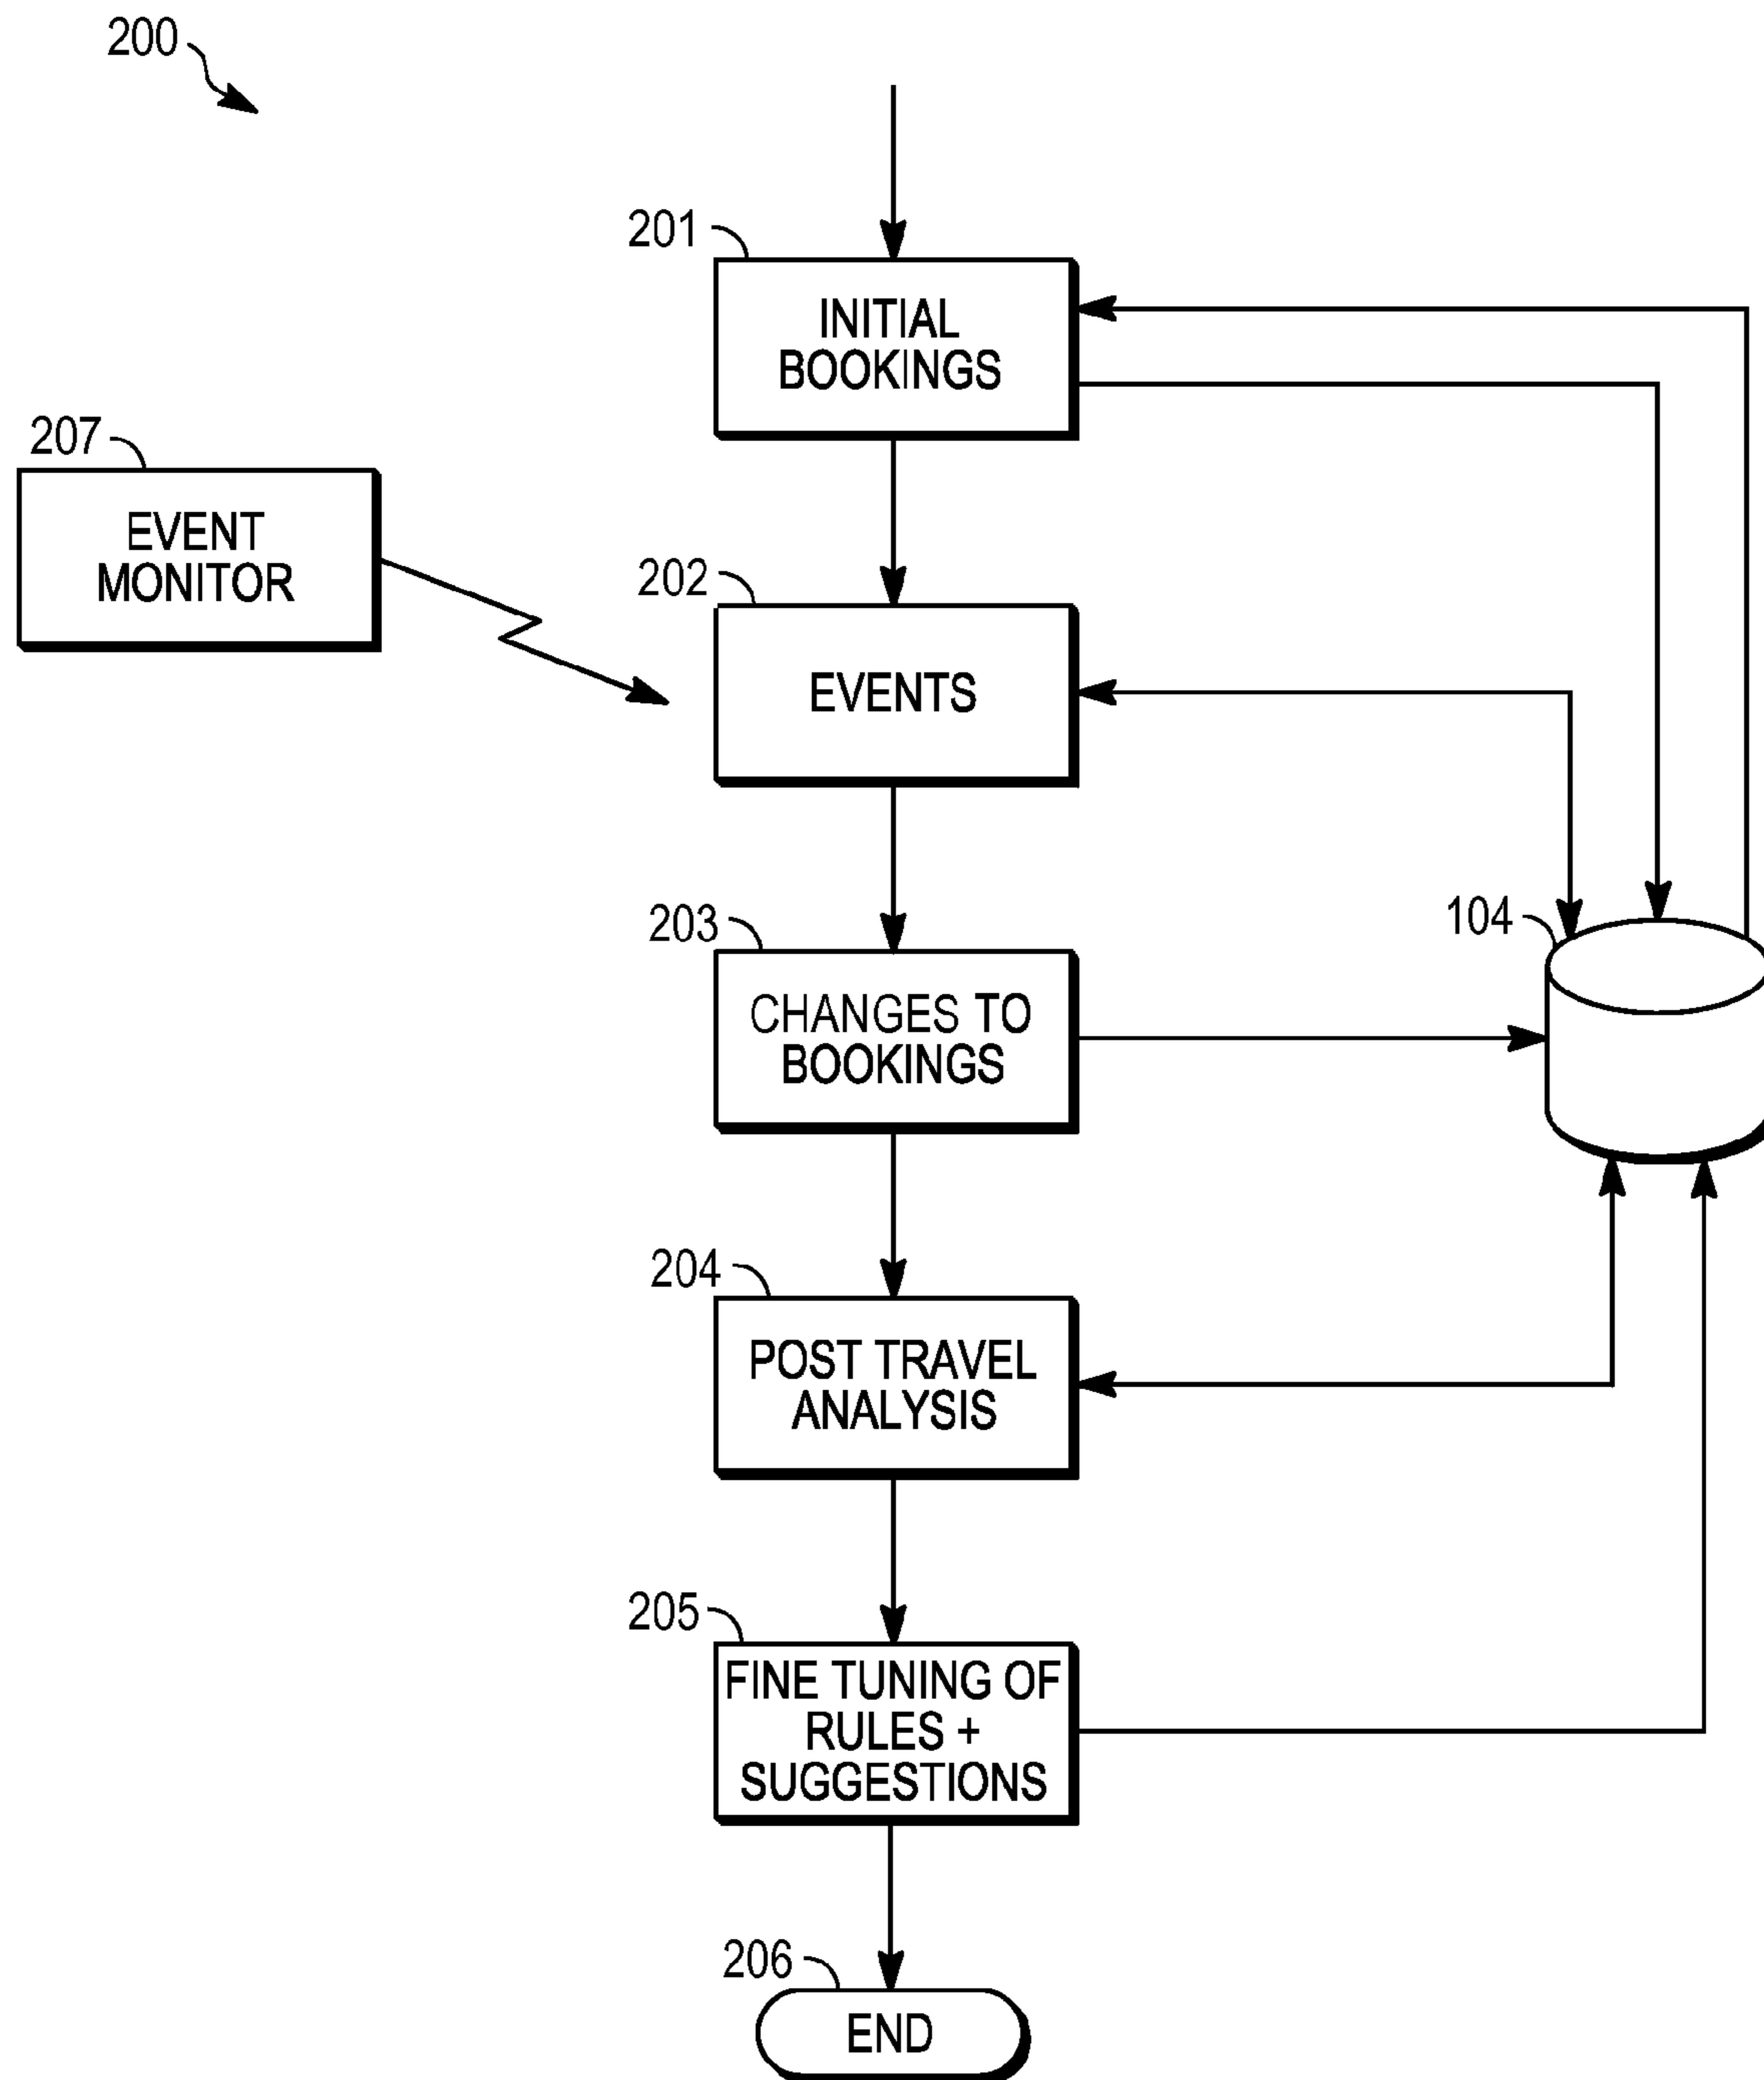 200
201
INITIAL
BOOKINGS
207
EVENT
MONITOR
202
EVENTS
203
CHANGES TO
BOOKINGS
104
204
POST TRAVEL
ANALYSIS
205
FINE TUNING OF
RULES +
SUGGESTIONS
206
END